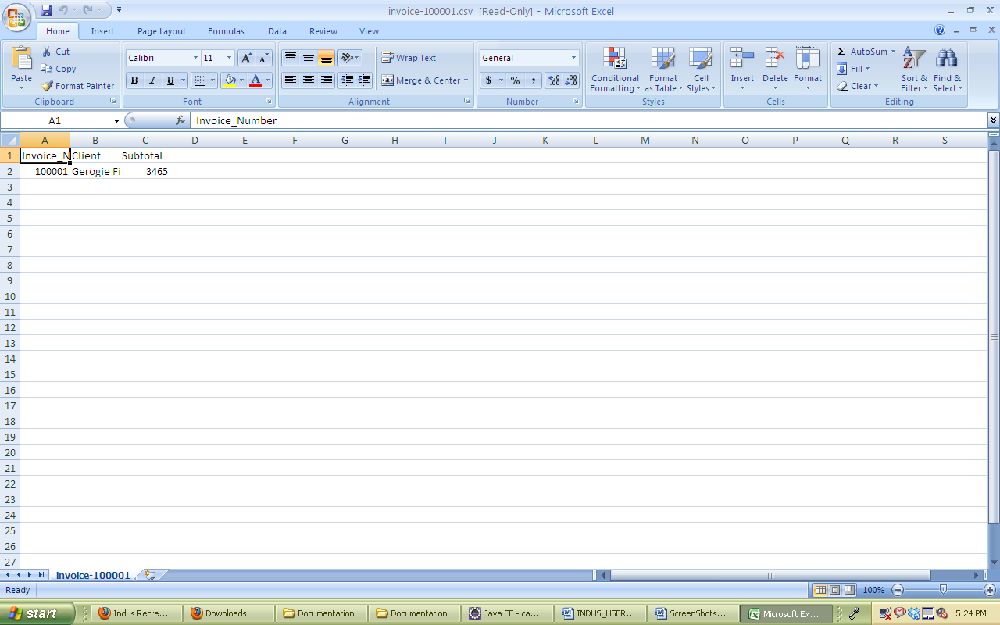 invoice-100001.csv [Read-Only] - Microsoft Excel
Home Insert Page Layout Formulas Data Review View
Paste
Cut
Copy
Format Painter
Clipboard
Calibri 11
B I U
Font
Wrap Text
Merge & Center
Alignment
General
$ % ,
Number
Conditional Formatting
Format as Table
Cell Styles
Styles
Insert
Delete
Format
Cells
Σ AutoSum
Fill
Clear
Sort & Filter
Find & Select
Editing
A1 fx Invoice_Number
A B C D E F G H I J K L M N O P Q R S
1 Invoice_N Client Subtotal
2 100001 Gerogie Fi 3465
3
4
5
6
7
8
9
10
11
12
13
14
15
16
17
18
19
20
21
22
23
24
25
26
27
invoice-100001
Ready 100%
start Indus Recre... Downloads Documentation Documentation Java EE - ca... INDUS_USER... ScreenShots... Microsoft Ex... 5:24 PM